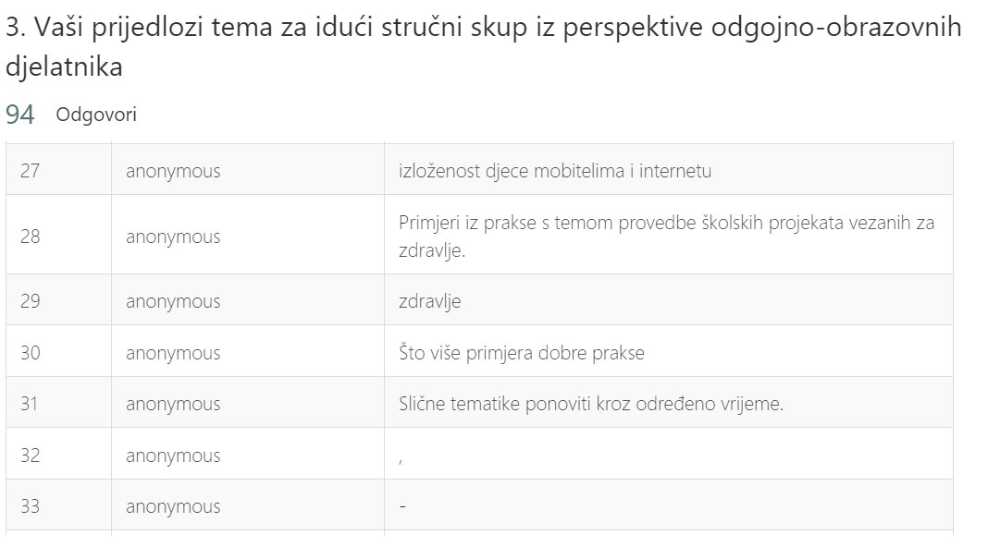 3. Vaši prijedlozi tema za idući stručni skup iz perspektive odgojno-obrazovnih
djelatnika
94 Odgovori
27 anonymous izloženost djece mobitelima i internetu
28 anonymous Primjeri iz prakse s temom provedbe školskih projekata vezanih za
zdravlje.
29 anonymous zdravlje
30 anonymous Što više primjera dobre prakse
31 anonymous Slične tematike ponoviti kroz određeno vrijeme.
32 anonymous ,
33 anonymous -